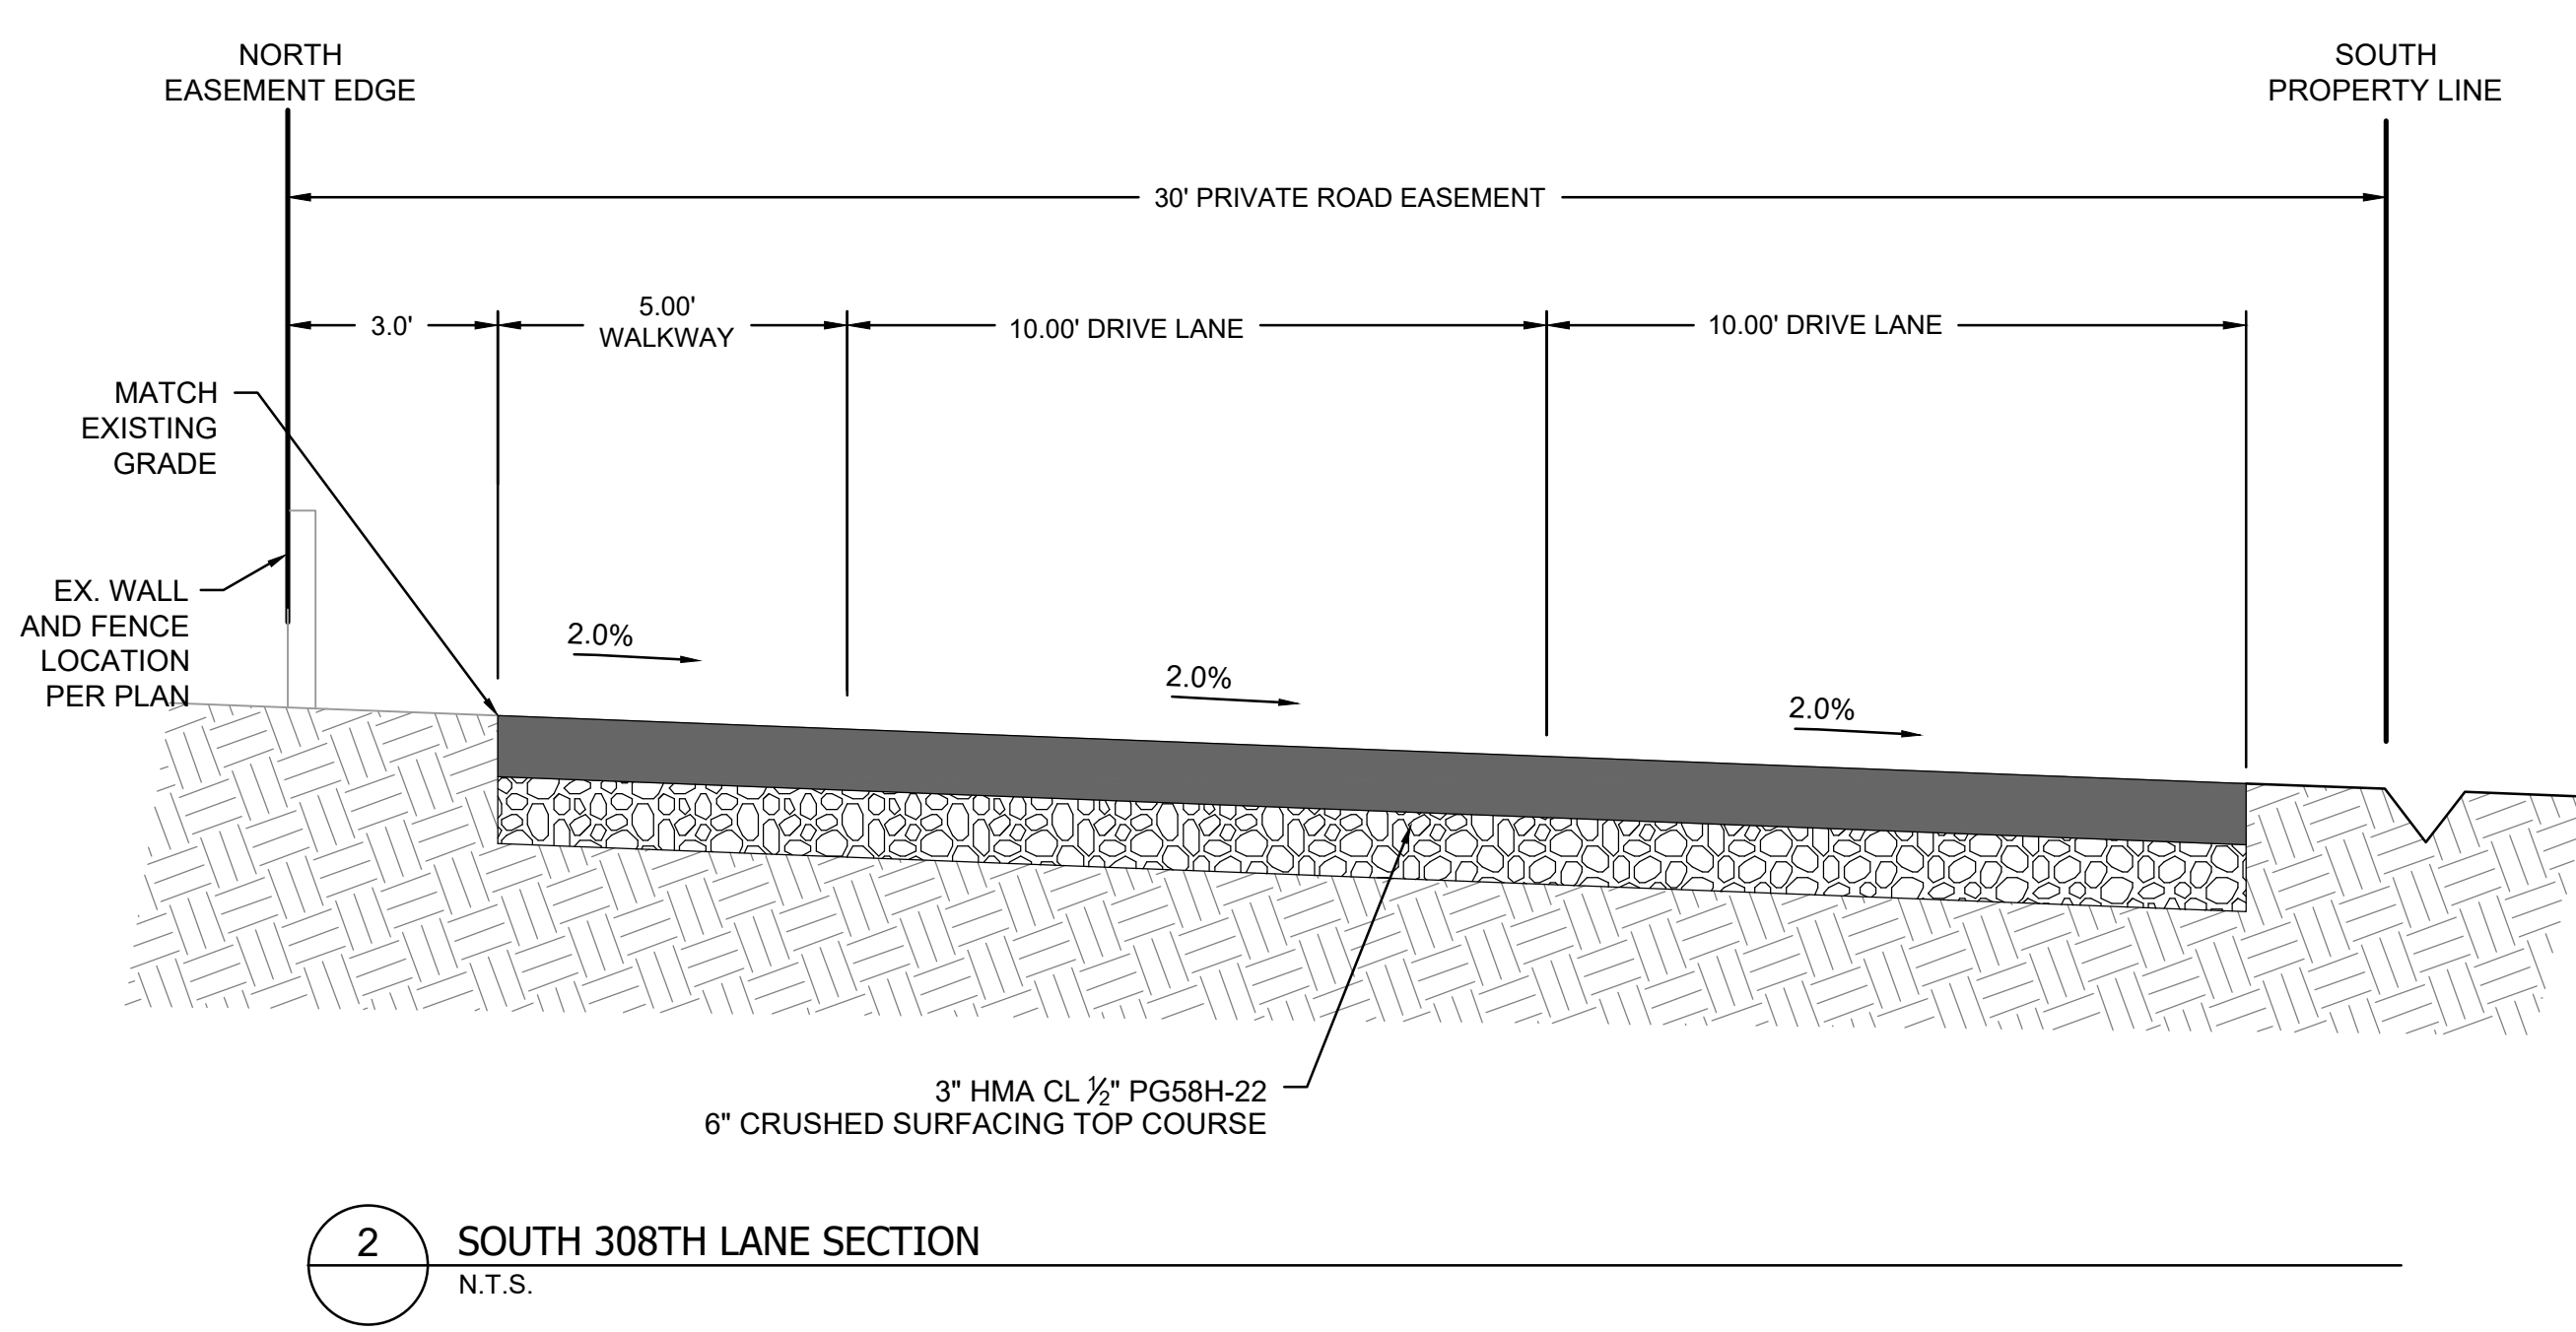 NORTH
EASEMENT EDGE
SOUTH
PROPERTY LINE
30' PRIVATE ROAD EASEMENT
3.0'
5.00'
WALKWAY
10.00' DRIVE LANE
10.00' DRIVE LANE
MATCH
EXISTING
GRADE
EX. WALL
AND FENCE
LOCATION
PER PLAN
2.0%
2.0%
2.0%
3" HMA CL ½" PG58H-22
6" CRUSHED SURFACING TOP COURSE
2
SOUTH 308TH LANE SECTION
N.T.S.